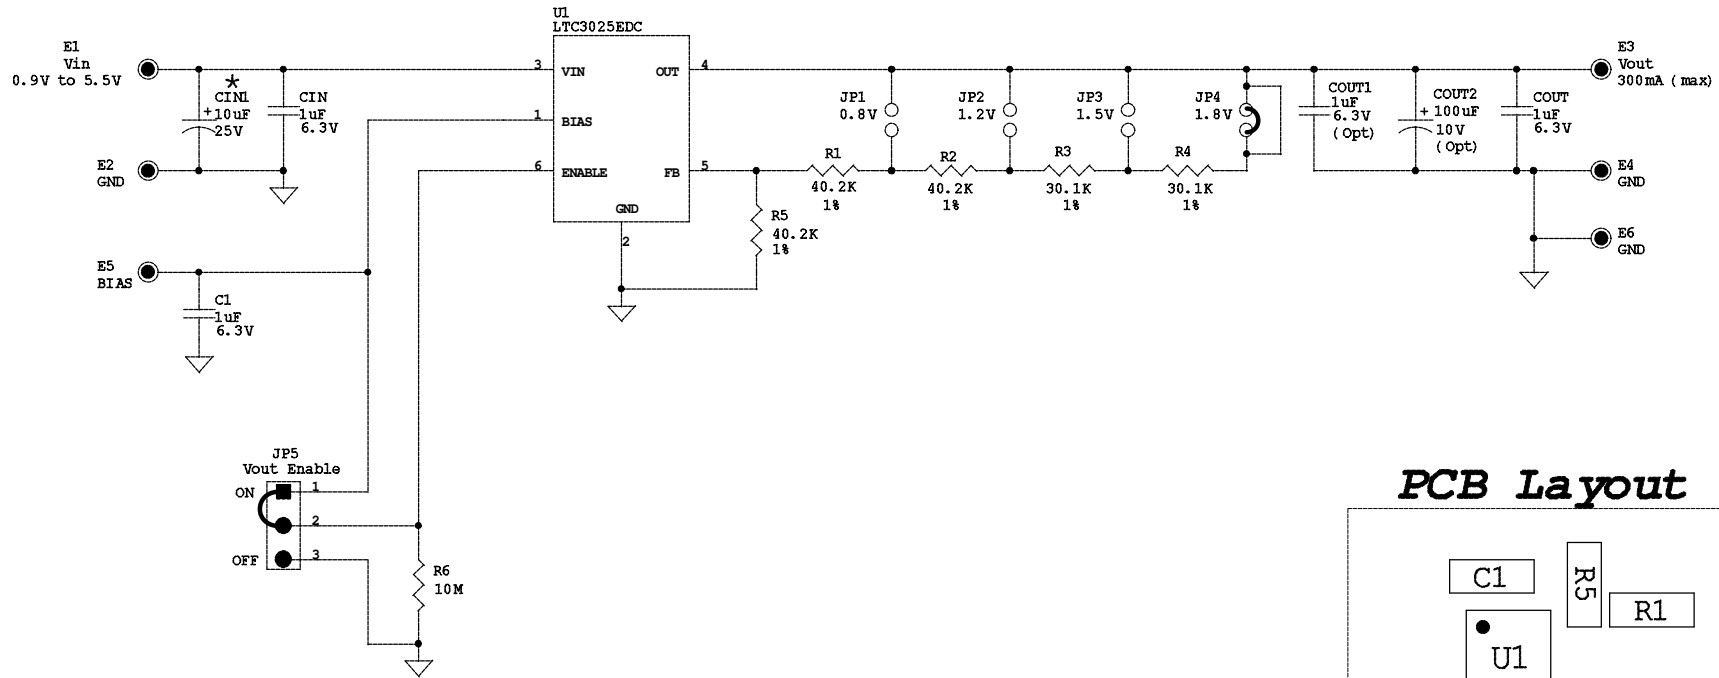 U1
LTC3025EDC
E1
Vin
0.9V to 5.5V
*
CIN1
+ 10uF
25V
CIN
1uF
6.3V
E2
GND
3
VIN
OUT
4
1
BIAS
6
ENABLE
FB
5
GND
2
JP1
0.8V
JP2
1.2V
JP3
1.5V
JP4
1.8V
R1
40.2K
1%
R2
40.2K
1%
R3
30.1K
1%
R4
30.1K
1%
R5
40.2K
1%
COUT1
1uF
6.3V
(Opt)
COUT2
+ 100uF
10V
(Opt)
COUT
1uF
6.3V
E3
Vout
300mA (max)
E4
GND
E6
GND
E5
BIAS
C1
1uF
6.3V
JP5
Vout Enable
ON
1
2
OFF
3
R6
10M
PCB Layout
C1
R5
R1
U1